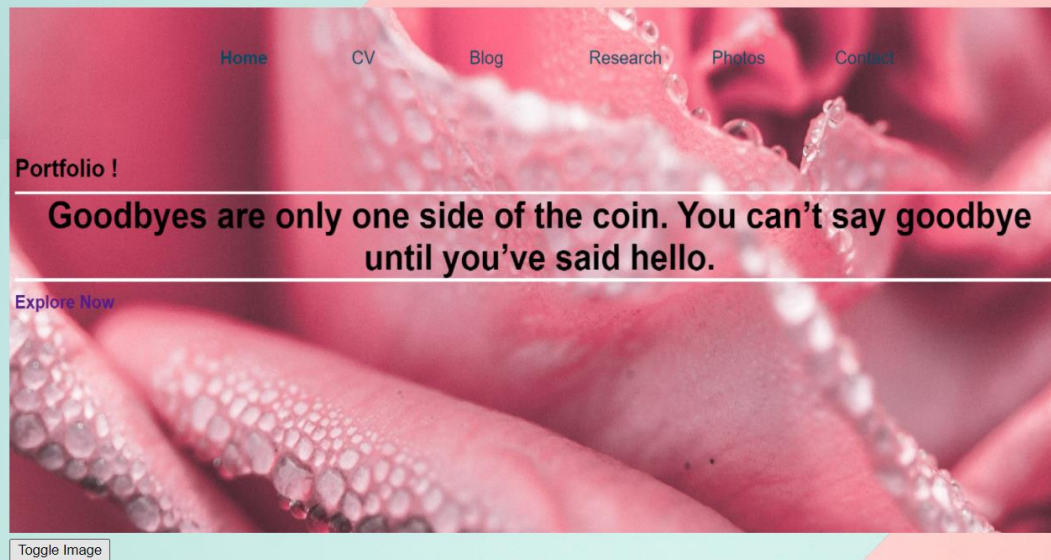 Home CV Blog Research Photos Contact
Portfolio !
Goodbyes are only one side of the coin. You can’t say goodbye
until you’ve said hello.
Explore Now
Toggle Image